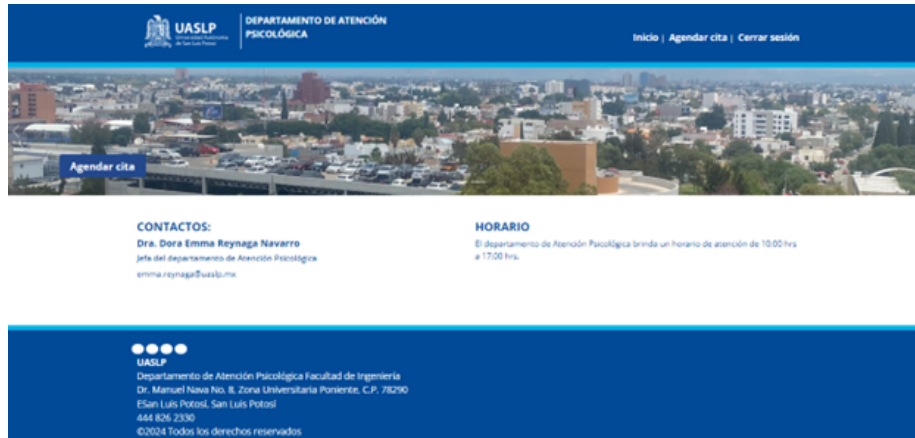 UASLP
Universidad Autónoma
de San Luis Potosí
DEPARTAMENTO DE ATENCIÓN
PSICOLÓGICA
Inicio | Agendar cita | Cerrar sesión
Agendar cita
CONTACTOS:
Dra. Dora Emma Reynaga Navarro
Jefa del departamento de Atención Psicológica
emma.reynaga@uaslp.mx
HORARIO
El departamento de Atención Psicológica brinda un horario de atención de 10:00 hrs
a 17:00 hrs.
UASLP
Departamento de Atención Psicológica Facultad de Ingeniería
Dr. Manuel Nava No. 8, Zona Universitaria Poniente, C.P. 78290
ESan Luis Potosí, San Luis Potosí
444 826 2330
©2024 Todos los derechos reservados